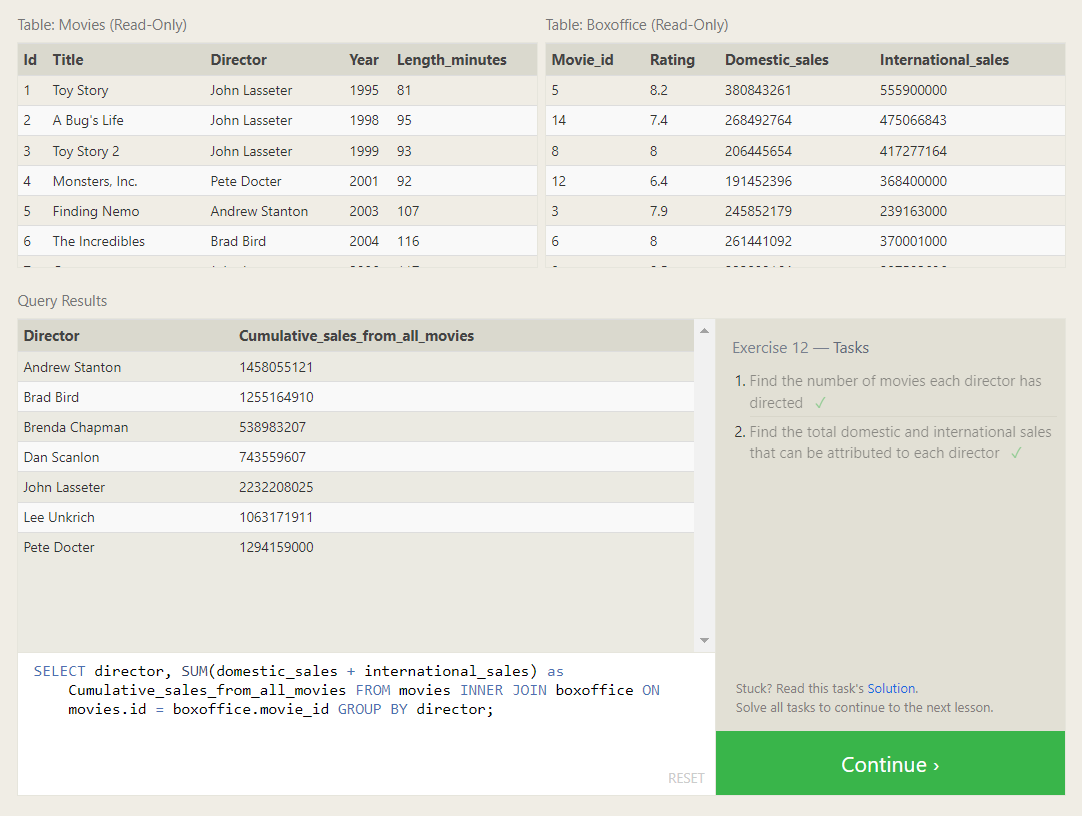 Table: Movies (Read-Only)
Id Title Director Year Length_minutes
1 Toy Story John Lasseter 1995 81
2 A Bug's Life John Lasseter 1998 95
3 Toy Story 2 John Lasseter 1999 93
4 Monsters, Inc. Pete Docter 2001 92
5 Finding Nemo Andrew Stanton 2003 107
6 The Incredibles Brad Bird 2004 116
Table: Boxoffice (Read-Only)
Movie_id Rating Domestic_sales International_sales
5 8.2 380843261 555900000
14 7.4 268492764 475066843
8 8 206445654 417277164
12 6.4 191452396 368400000
3 7.9 245852179 239163000
6 8 261441092 370001000
Query Results
Director Cumulative_sales_from_all_movies
Andrew Stanton 1458055121
Brad Bird 1255164910
Brenda Chapman 538983207
Dan Scanlon 743559607
John Lasseter 2232208025
Lee Unkrich 1063171911
Pete Docter 1294159000
SELECT director, SUM(domestic_sales + international_sales) as
Cumulative_sales_from_all_movies FROM movies INNER JOIN boxoffice ON
movies.id = boxoffice.movie_id GROUP BY director;
RESET
Exercise 12 — Tasks
1. Find the number of movies each director has
directed ✓
2. Find the total domestic and international sales
that can be attributed to each director ✓
Stuck? Read this task's Solution.
Solve all tasks to continue to the next lesson.
Continue ›